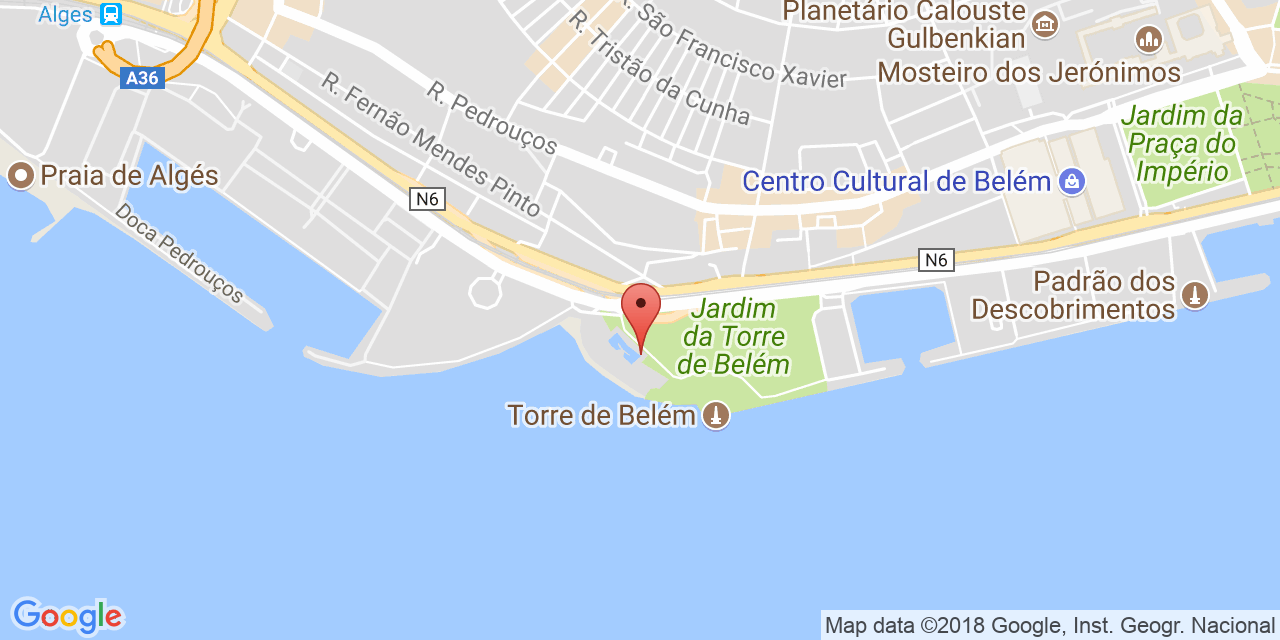 Alges
A36
Planetário Calouste
Gulbenkian
Mosteiro dos Jerónimos
R. São Francisco Xavier
R. Tristão da Cunha
R. Pedrouços
R. Fernão Mendes Pinto
Jardim da
Praça do
Império
Praia de Algés
Centro Cultural de Belém
N6
Doca Pedrouços
N6
Padrão dos
Descobrimentos
Jardim
da Torre
de Belém
Torre de Belém
Google
Map data ©2018 Google, Inst. Geogr. Nacional